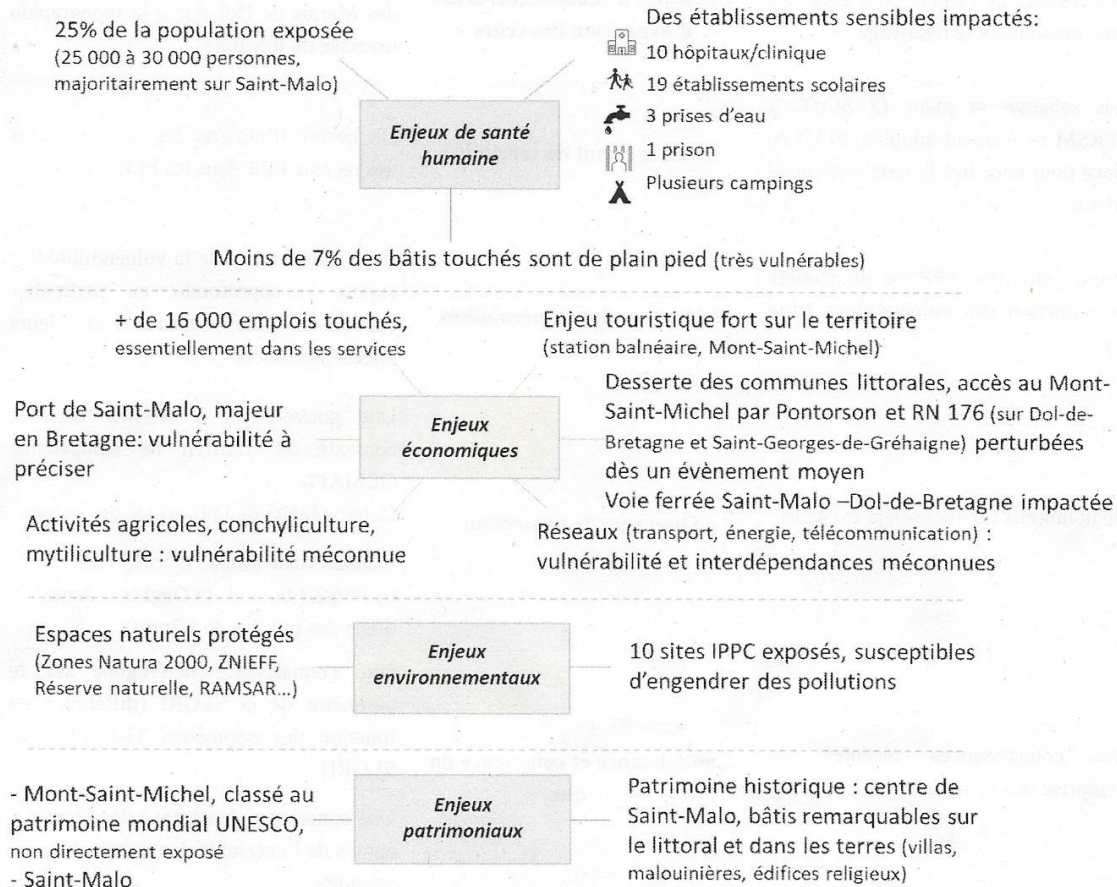 25% de la population exposée
(25 000 à 30 000 personnes,
majoritairement sur Saint-Malo)
Des établissements sensibles impactés:
10 hôpitaux/clinique
19 établissements scolaires
3 prises d'eau
1 prison
Plusieurs campings
Enjeux de santé
humaine
Moins de 7% des bâtis touchés sont de plain pied (très vulnérables)
+ de 16 000 emplois touchés,
essentiellement dans les services
Enjeu touristique fort sur le territoire
(station balnéaire, Mont-Saint-Michel)
Port de Saint-Malo, majeur
en Bretagne: vulnérabilité à
préciser
Enjeux
économiques
Desserte des communes littorales, accès au Mont-
Saint-Michel par Pontorson et RN 176 (sur Dol-de-
Bretagne et Saint-Georges-de-Gréhaigne) perturbées
dès un évènement moyen
Voie ferrée Saint-Malo –Dol-de-Bretagne impactée
Activités agricoles, conchyliculture,
mytiliculture : vulnérabilité méconnue
Réseaux (transport, énergie, télécommunication) :
vulnérabilité et interdépendances méconnues
Espaces naturels protégés
(Zones Natura 2000, ZNIEFF,
Réserve naturelle, RAMSAR...)
Enjeux
environnementaux
10 sites IPPC exposés, susceptibles
d'engendrer des pollutions
- Mont-Saint-Michel, classé au
patrimoine mondial UNESCO,
non directement exposé
- Saint-Malo
Enjeux
patrimoniaux
Patrimoine historique : centre de
Saint-Malo, bâtis remarquables sur
le littoral et dans les terres (villas,
malouinières, édifices religieux)